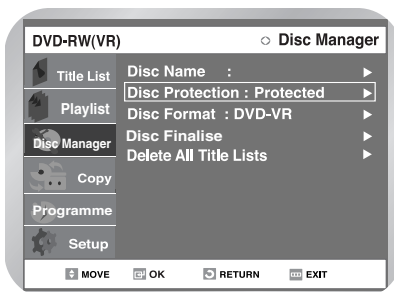 DVD-RW(VR)
Disc Manager
Title List
Playlist
Disc Manager
Copy
Programme
Setup
Disc Name :
Disc Protection : Protected
Disc Format : DVD-VR
Disc Finalise
Delete All Title Lists
MOVE OK RETURN EXIT